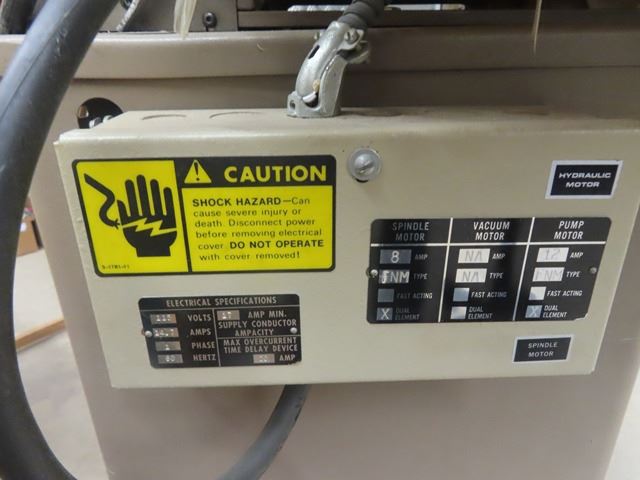 CAUTION
SHOCK HAZARD—Can
cause severe injury or
death. Disconnect power
before removing electrical
cover. DO NOT OPERATE
with cover removed!
HYDRAULIC
MOTOR
SPINDLE
MOTOR
8 AMP
FNM TYPE
FAST ACTING
X DUAL
ELEMENT
VACUUM
MOTOR
NA AMP
NA TYPE
FAST ACTING
DUAL
ELEMENT
PUMP
MOTOR
12 AMP
FNM TYPE
FAST ACTING
X DUAL
ELEMENT
ELECTRICAL SPECIFICATIONS
VOLTS
AMPS
PHASE
60 HERTZ
AMP MIN.
SUPPLY CONDUCTOR
AMPACITY
MAX OVERCURRENT
TIME DELAY DEVICE
AMP
SPINDLE
MOTOR